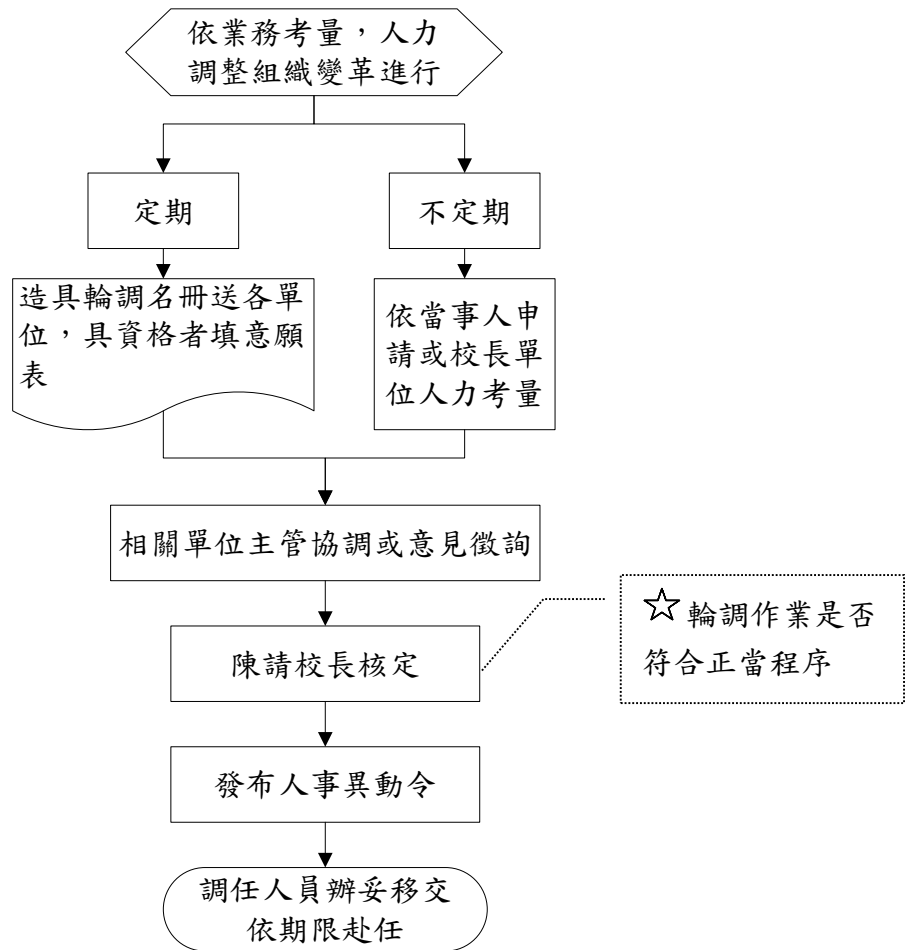 依業務考量，人力
調整組織變革進行
定期
不定期
造具輪調名冊送各單
位，具資格者填意願
表
依當事人申
請或校長單
位人力考量
相關單位主管協調或意見徵詢
陳請校長核定
☆輪調作業是否
符合正當程序
發布人事異動令
調任人員辦妥移交
依期限赴任